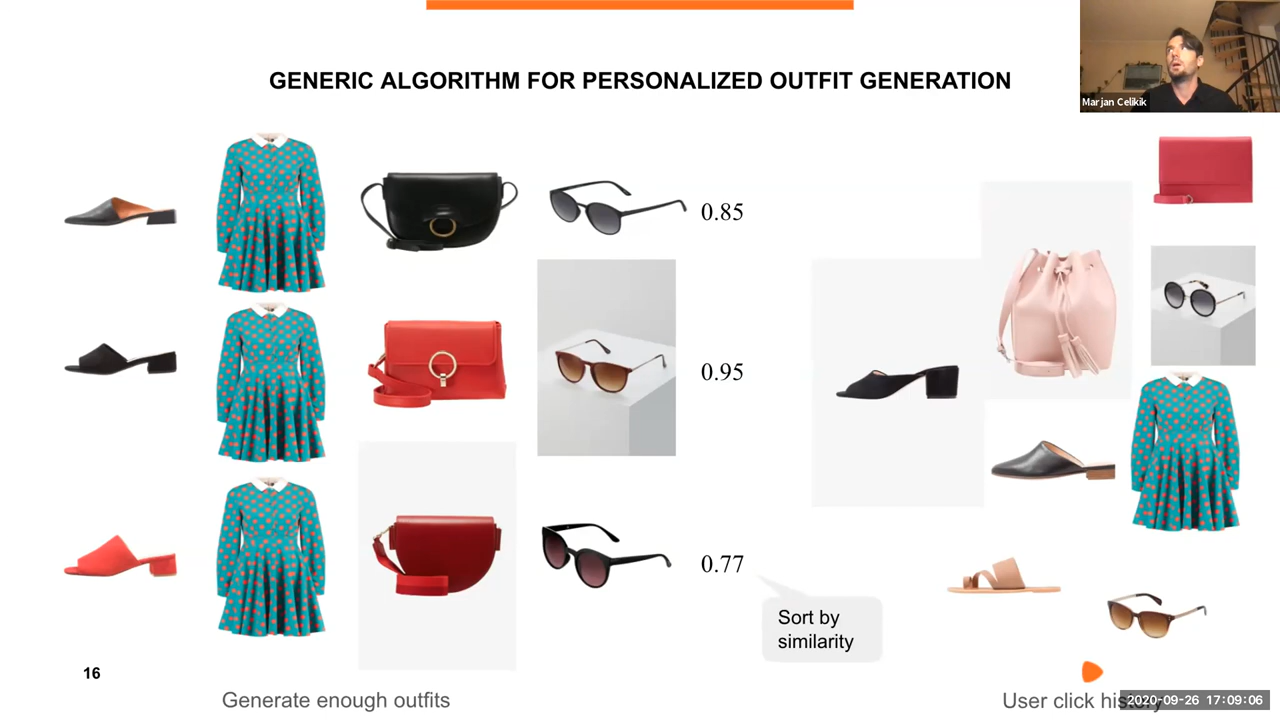 GENERIC ALGORITHM FOR PERSONALIZED OUTFIT GENERATION
Marjan Celikik
0.85
0.95
0.77
Sort by
similarity
16
Generate enough outfits
User click history
2020-09-26 17:09:06